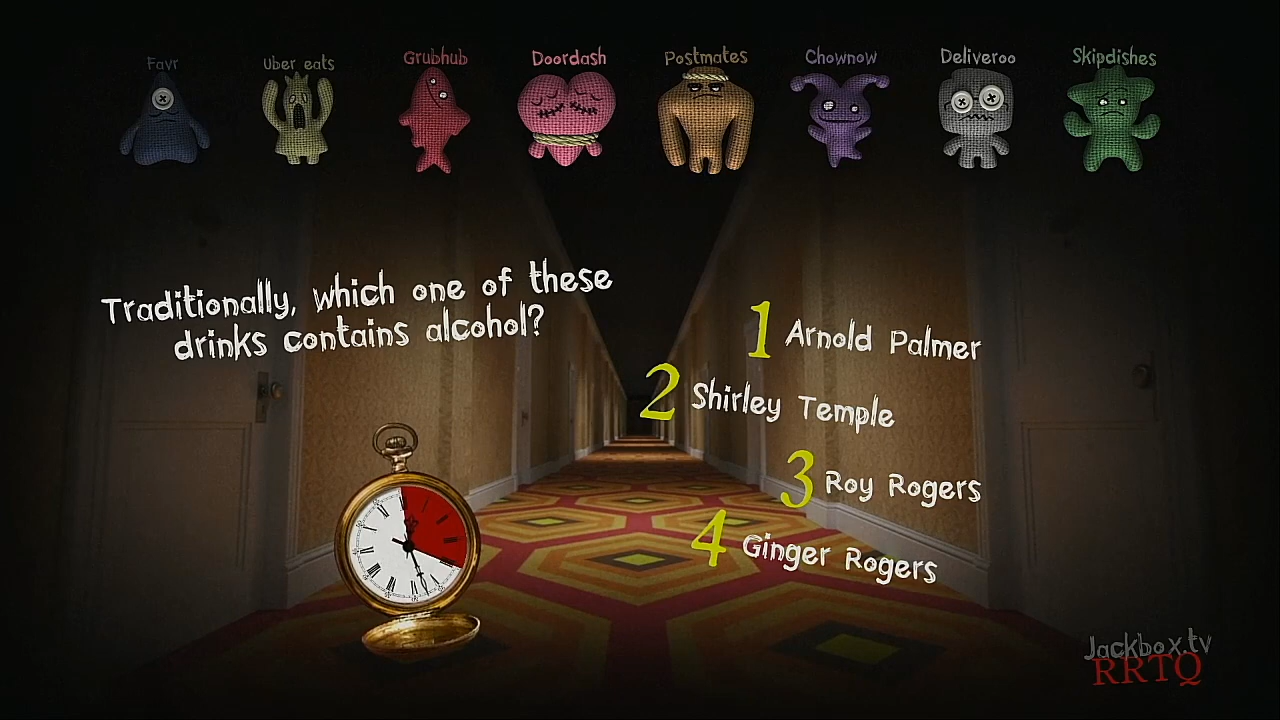 Favr
Uber eats
Grubhub
Doordash
Postmates
Chownow
Deliveroo
Skipdishes
Traditionally, which one of these
drinks contains alcohol?
1 Arnold Palmer
2 Shirley Temple
3 Roy Rogers
4 Ginger Rogers
Jackbox.tv
RRTQ